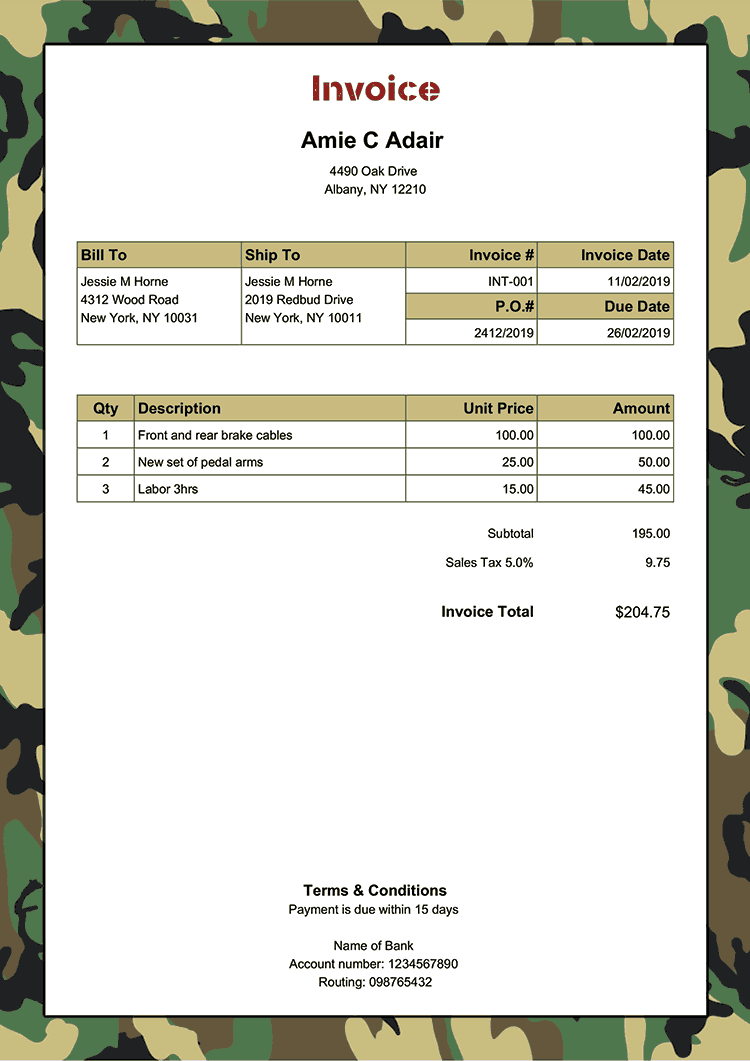 Invoice
Amie C Adair
4490 Oak Drive
Albany, NY 12210
Bill To Ship To Invoice # Invoice Date
Jessie M Horne Jessie M Horne INT-001 11/02/2019
4312 Wood Road 2019 Redbud Drive P.O.# Due Date
New York, NY 10031 New York, NY 10011 2412/2019 26/02/2019
Qty Description Unit Price Amount
1 Front and rear brake cables 100.00 100.00
2 New set of pedal arms 25.00 50.00
3 Labor 3hrs 15.00 45.00
Subtotal 195.00
Sales Tax 5.0% 9.75
Invoice Total $204.75
Terms & Conditions
Payment is due within 15 days
Name of Bank
Account number: 1234567890
Routing: 098765432